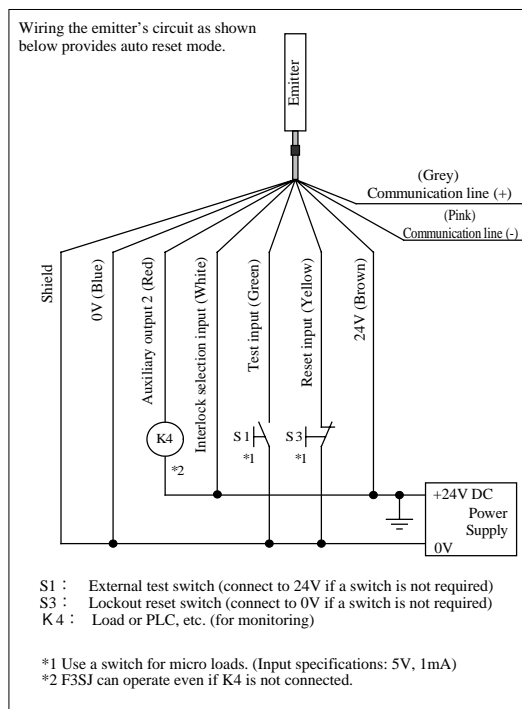 Wiring the emitter's circuit as shown
below provides auto reset mode.
Emitter
(Grey)
Communication line (+)
(Pink)
Communication line (-)
Shield
0V (Blue)
Auxiliary output 2 (Red)
Interlock selection input (White)
Test input (Green)
Reset input (Yellow)
24V (Brown)
K4
*2
S1
*1
S3
*1
+24V DC
Power
Supply
0V
S1 : External test switch (connect to 24V if a switch is not required)
S3 : Lockout reset switch (connect to 0V if a switch is not required)
K4 : Load or PLC, etc. (for monitoring)
*1 Use a switch for micro loads. (Input specifications: 5V, 1mA)
*2 F3SJ can operate even if K4 is not connected.